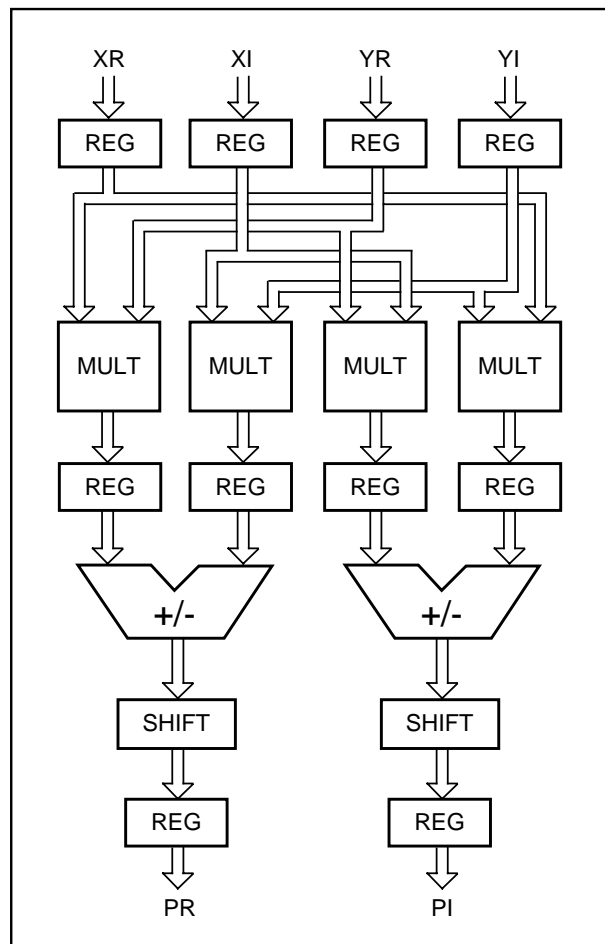 XR XI YR YI
REG REG REG REG
MULT MULT MULT MULT
REG REG REG REG
+/- +/-
SHIFT SHIFT
REG REG
PR PI